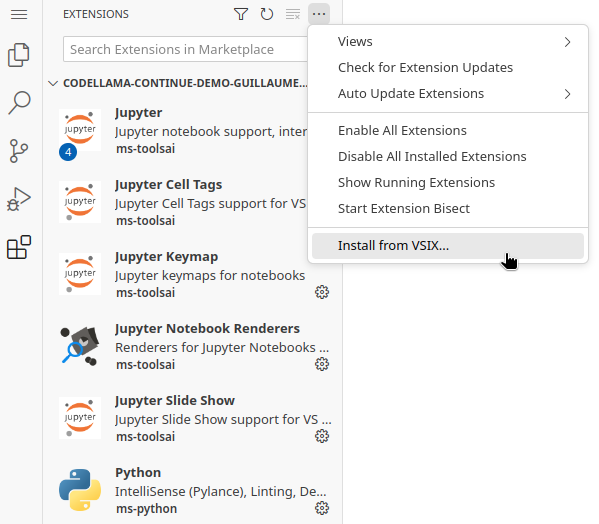 EXTENSIONS
Search Extensions in Marketplace
Views
Check for Extension Updates
Auto Update Extensions
Enable All Extensions
Disable All Installed Extensions
Show Running Extensions
Start Extension Bisect
Install from VSIX...
CODELLAMA-CONTINUE-DEMO-GUILLAUME...
jupyter
4
Jupyter
Jupyter notebook support, inter
ms-toolsai
jupyter
Jupyter Cell Tags
Jupyter Cell Tags support for VS
ms-toolsai
jupyter
Jupyter Keymap
Jupyter keymaps for notebooks
ms-toolsai
Jupyter Notebook Renderers
Renderers for Jupyter Notebooks ...
ms-toolsai
jupyter
Jupyter Slide Show
Jupyter Slide Show support for VS ...
ms-toolsai
Python
IntelliSense (Pylance), Linting, De...
ms-python